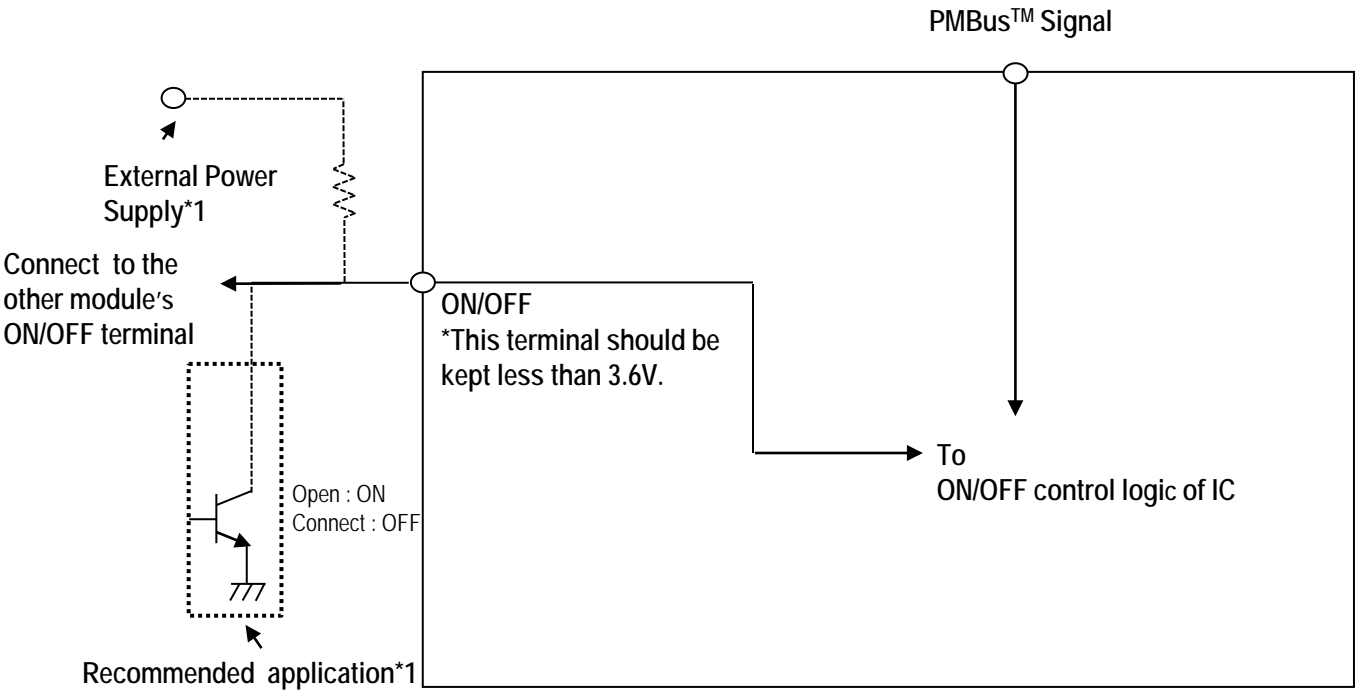 PMBus™ Signal
External Power
Supply*1
Connect to the
other module's
ON/OFF terminal
ON/OFF
*This terminal should be
kept less than 3.6V.
To
ON/OFF control logic of IC
Open : ON
Connect : OFF
Recommended application*1